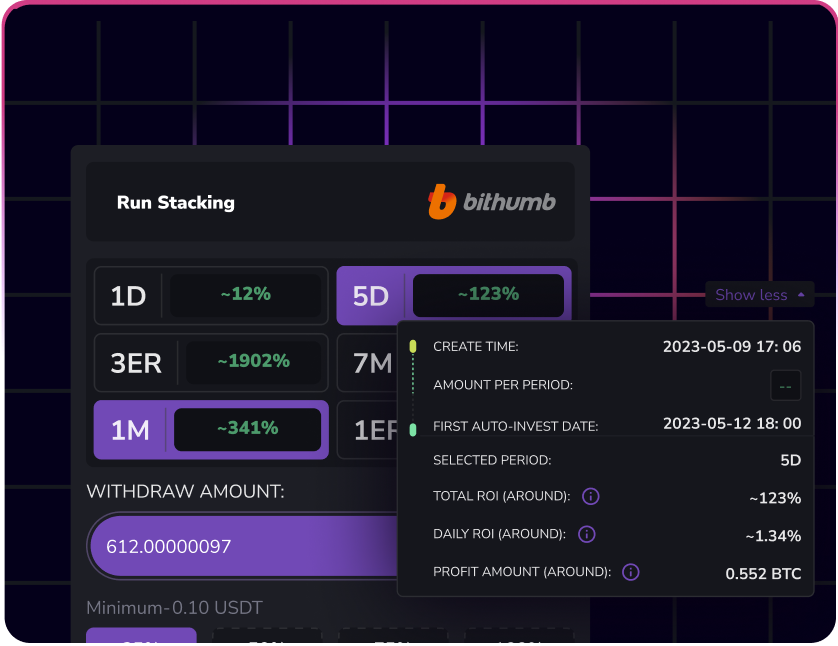 Run Stacking
bithumb
1D ~12%
5D ~123%
Show less
3ER ~1902%
7M
1M ~341%
CREATE TIME: 2023-05-09 17: 06
AMOUNT PER PERIOD: --
FIRST AUTO-INVEST DATE: 2023-05-12 18: 00
SELECTED PERIOD: 5D
TOTAL ROI (AROUND): ~123%
DAILY ROI (AROUND): ~1.34%
PROFIT AMOUNT (AROUND): 0.552 BTC
WITHDRAW AMOUNT:
612.00000097
Minimum-0.10 USDT